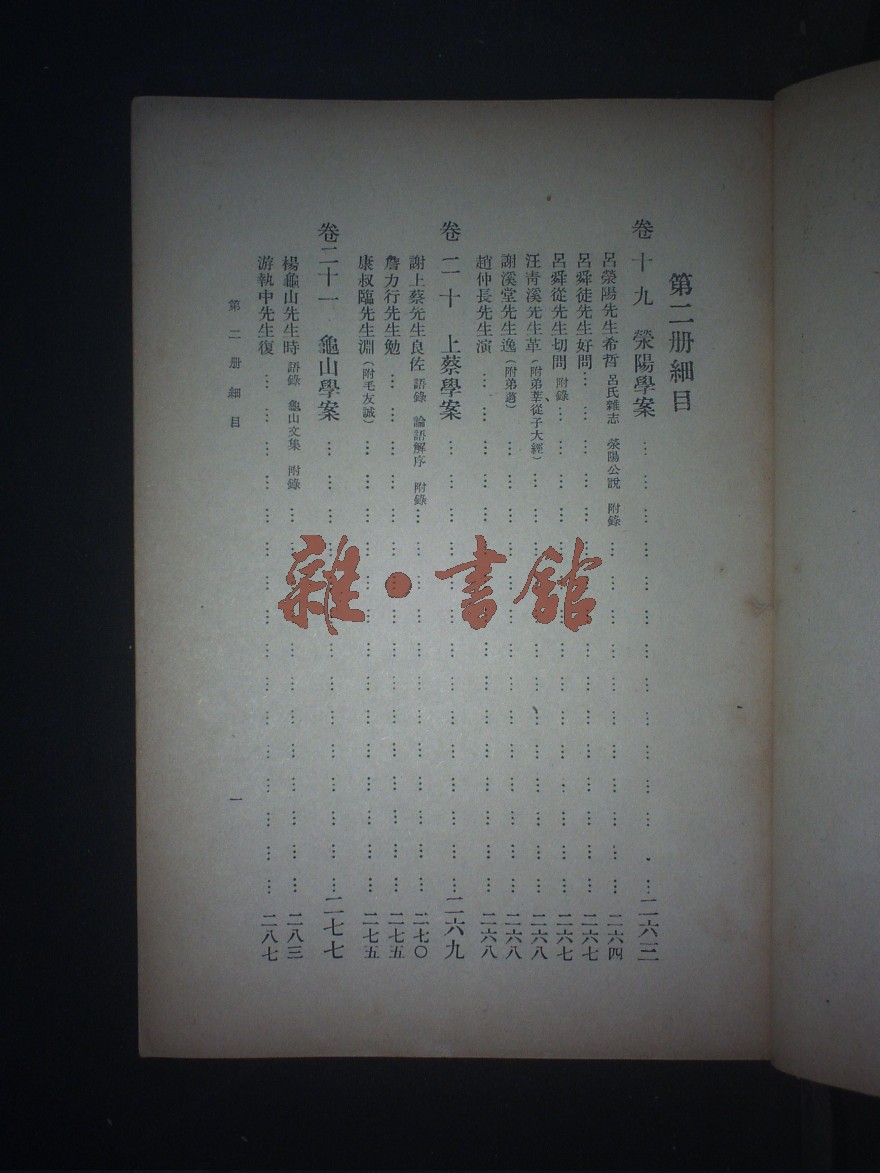 第二册細目
卷十九 滎陽學案……二六三
呂滎陽先生希哲 呂氏雜志 滎陽公說 附錄……二六四
呂舜徒先生好問……二六七
呂舜從先生切問 附錄……二六七
汪青溪先生革(附弟莘、從子大經)……二六八
謝溪堂先生逸(附弟薖)……二六八
趙仲長先生演……二六八
卷二十 上蔡學案……二六九
謝上蔡先生良佐 語錄 論語解序 附錄……二七〇
詹力行先生勉……二七五
康叔臨先生淵(附毛友誠)……二七五
卷二十一 龜山學案……二七七
楊龜山先生時 語錄 龜山文集 附錄……二八三
游執中先生復……二八七
第二册細目
一
雜·書館